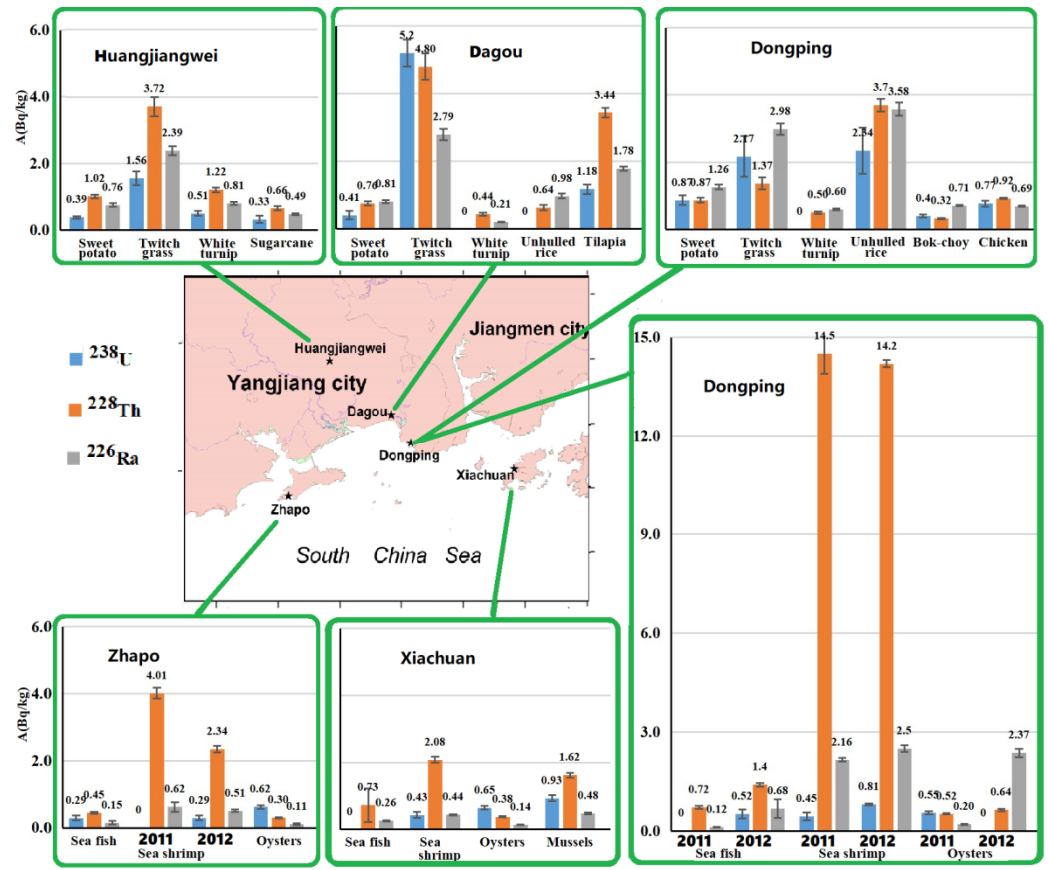 6.0
4.0
2.0
0.0
A(Bq/kg)
Huangjiangwei
0.39 1.02 0.76 1.56 3.72 2.39 0.51 1.22 0.81 0.33 0.66 0.49
Sweet potato
Twitch grass
White turnip
Sugarcane
Dagou
0.41 0.76 0.81 5.2 4.80 2.79 0 0.44 0.21 0 0.64 0.98 1.18 3.44 1.78
Sweet potato
Twitch grass
White turnip
Unhulled rice
Tilapia
Dongping
0.87 0.87 1.26 2.17 1.37 2.98 0 0.50 0.60 2.34 3.7 3.58 0.4 0.32 0.71 0.77 0.92 0.69
Sweet potato
Twitch grass
White turnip
Unhulled rice
Bok-choy
Chicken
238U
228Th
226Ra
Jiangmen city
Huangjiangwei
Yangjiang city
Dagou
Dongping
Xiachuan
Zhapo
South China Sea
15.0
12.0
9.0
6.0
3.0
0.0
Dongping
0 0.72 0.12 0.52 1.4 0.68 0.45 14.5 2.16 0.81 14.2 2.5 0.55 0.52 0.20 0 0.64 2.37
2011 2012 2011 2012 2011 2012
Sea fish Sea shrimp Oysters
6.0
4.0
2.0
0.0
A(Bq/kg)
Zhapo
0.29 0.45 0.15 0 4.01 0.62 0.29 2.34 0.51 0.62 0.30 0.11
2011 2012
Sea fish Sea shrimp Oysters
Xiachuan
0 0.73 0.26 0.43 2.08 0.44 0.65 0.38 0.14 0.93 1.62 0.48
Sea fish
Sea shrimp
Oysters
Mussels